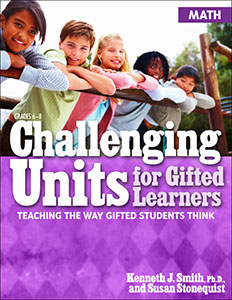 MATH
GRADES 6–8
Challenging
Units for Gifted
Learners
TEACHING THE WAY GIFTED STUDENTS THINK
Kenneth J. Smith, Ph.D.,
and Susan Stonequist